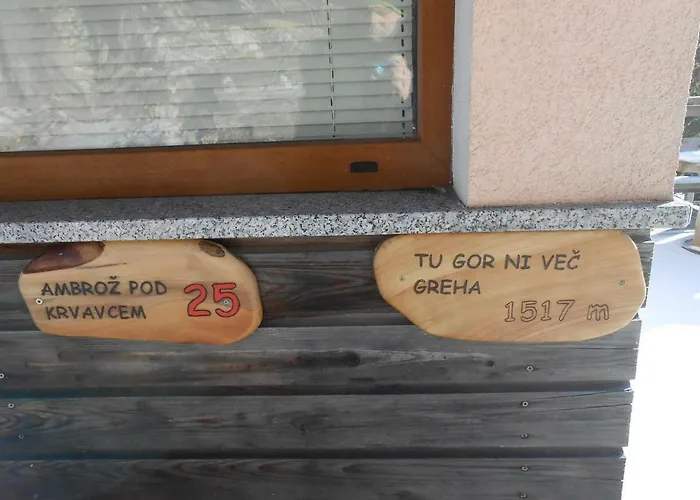 AMBROŽ POD
KRVAVCEM
25
TU GOR NI VEČ
GREHA
1517 m